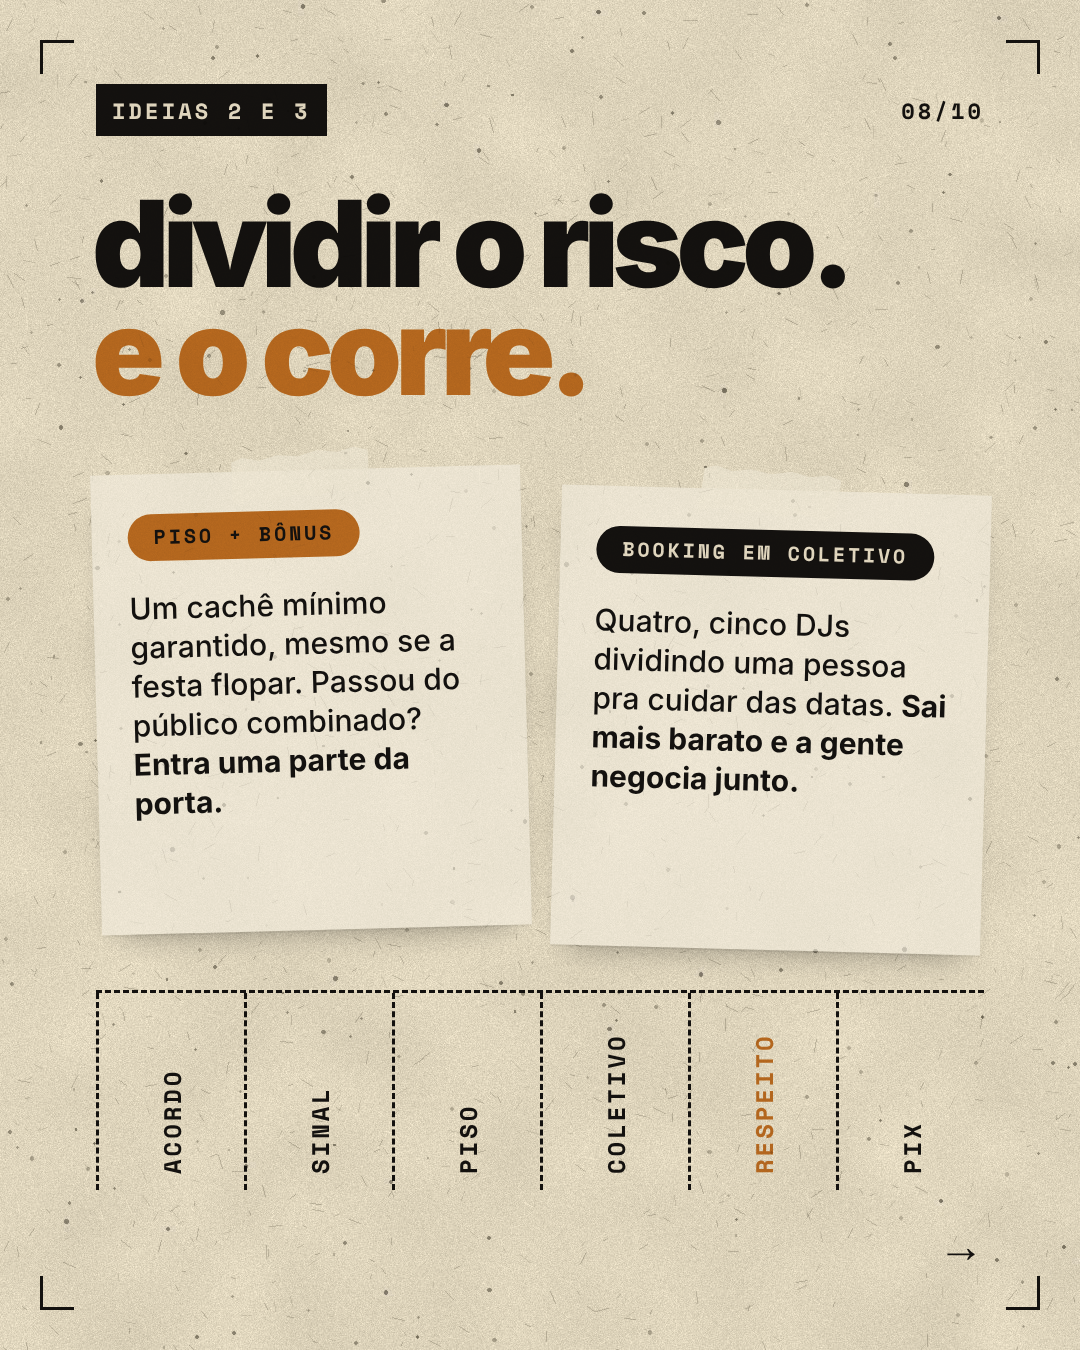 IDEIAS 2 E 3
08/10
dividir o risco.
e o corre.
PISO + BÔNUS
Um cachê mínimo
garantido, mesmo se a
festa flopar. Passou do
público combinado?
Entra uma parte da
porta.
BOOKING EM COLETIVO
Quatro, cinco DJs
dividindo uma pessoa
pra cuidar das datas. Sai
mais barato e a gente
negocia junto.
ACORDO
SINAL
PISO
COLETIVO
RESPEITO
PIX
→